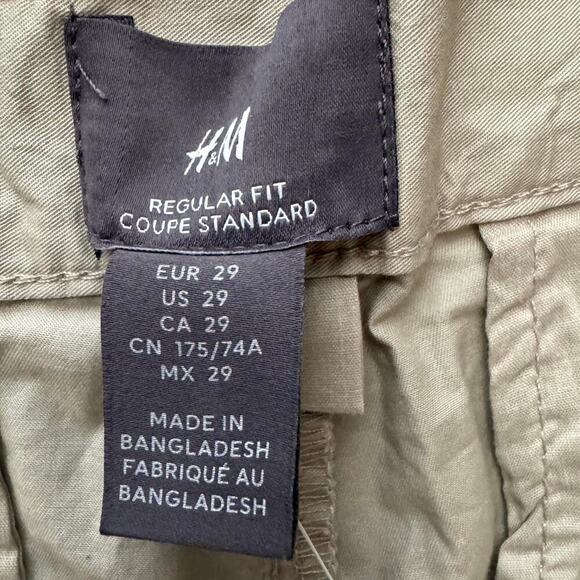 H&M
REGULAR FIT
COUPE STANDARD
EUR 29
US 29
CA 29
CN 175/74A
MX 29
MADE IN
BANGLADESH
FABRIQUÉ AU
BANGLADESH